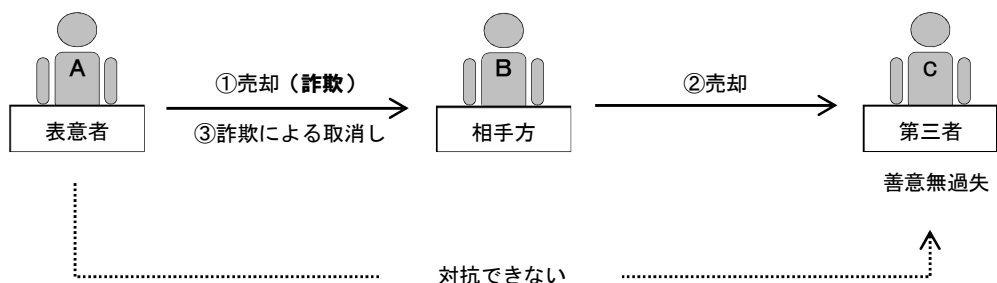 A
B
C
①売却（詐欺）
②売却
表意者
③詐欺による取消し
相手方
第三者
善意無過失
対抗できない